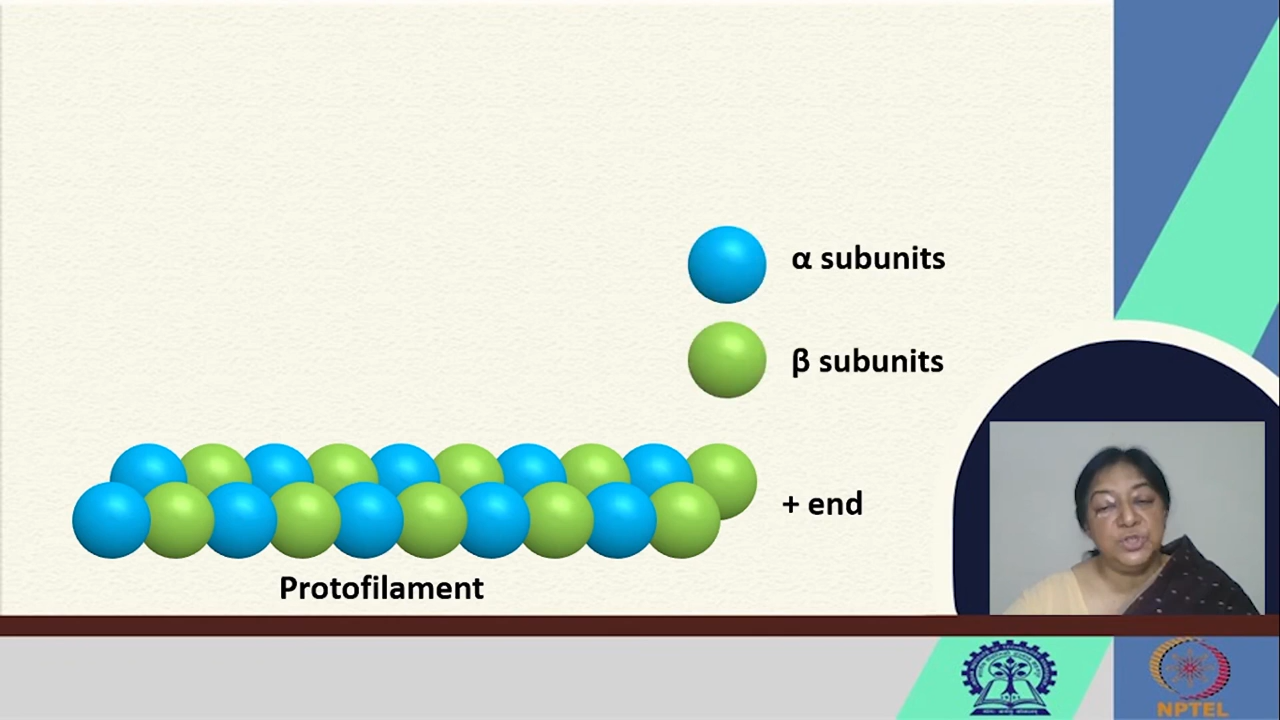 α subunits
β subunits
+ end
Protofilament
NPTEL